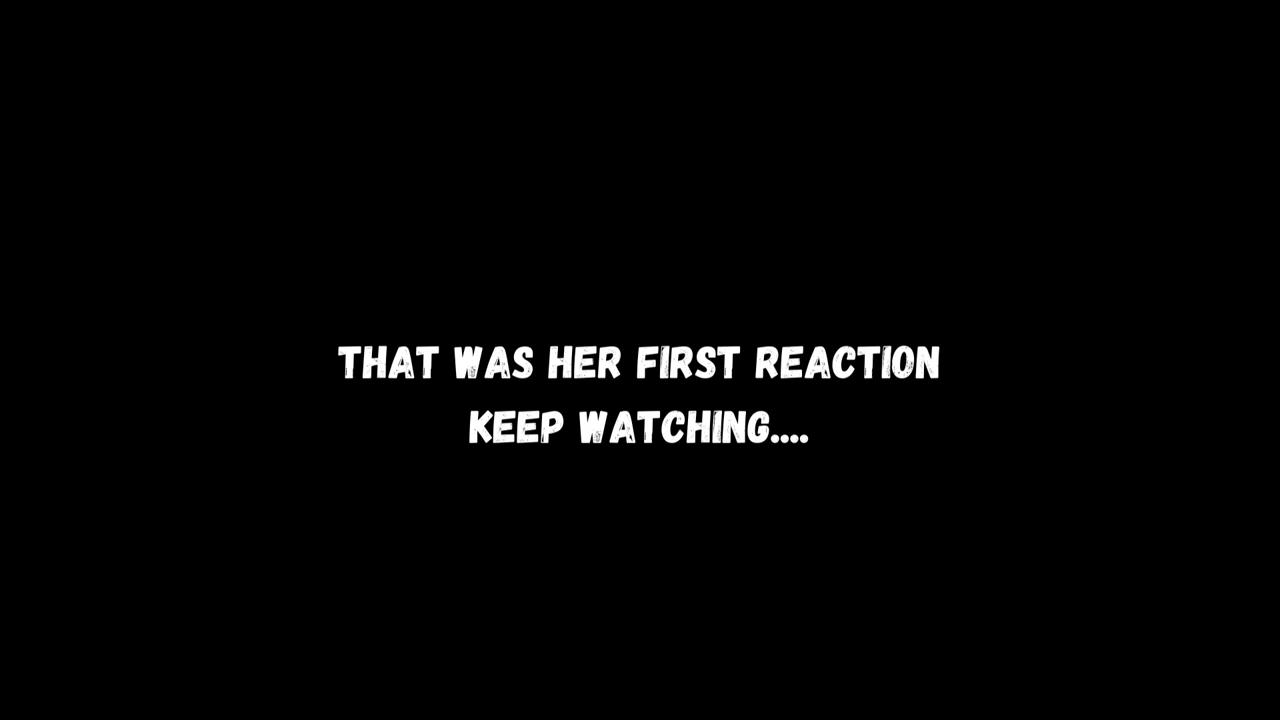 THAT WAS HER FIRST REACTION
KEEP WATCHING....